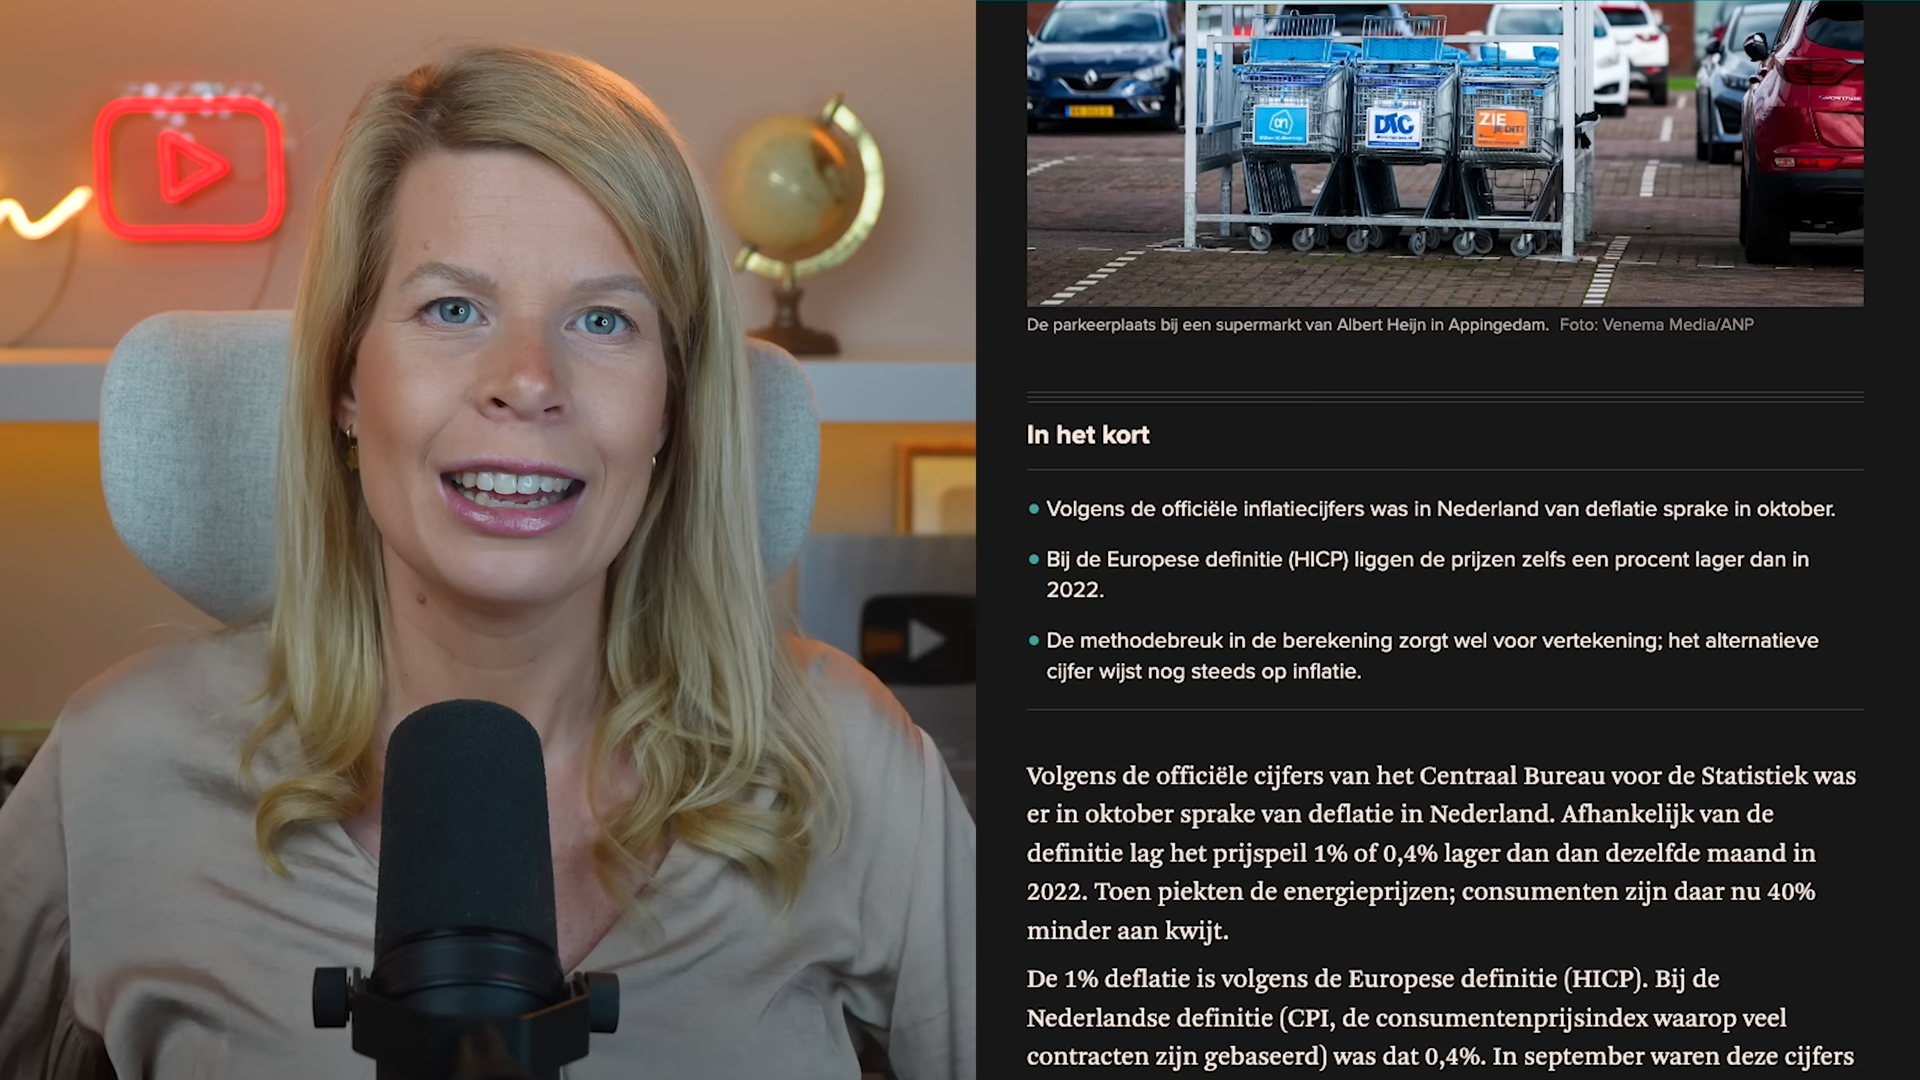 DTC
ZIE
JE DIT!
De parkeerplaats bij een supermarkt van Albert Heijn in Appingedam. Foto: Venema Media/ANP
In het kort
Volgens de officiële inflatiecijfers was in Nederland van deflatie sprake in oktober.
Bij de Europese definitie (HICP) liggen de prijzen zelfs een procent lager dan in
2022.
De methodebreuk in de berekening zorgt wel voor vertekening; het alternatieve
cijfer wijst nog steeds op inflatie.
Volgens de officiële cijfers van het Centraal Bureau voor de Statistiek was
er in oktober sprake van deflatie in Nederland. Afhankelijk van de
definitie lag het prijspeil 1% of 0,4% lager dan dan dezelfde maand in
2022. Toen piekten de energieprijzen; consumenten zijn daar nu 40%
minder aan kwijt.
De 1% deflatie is volgens de Europese definitie (HICP). Bij de
Nederlandse definitie (CPI, de consumentenprijsindex waarop veel
contracten zijn gebaseerd) was dat 0,4%. In september waren deze cijfers